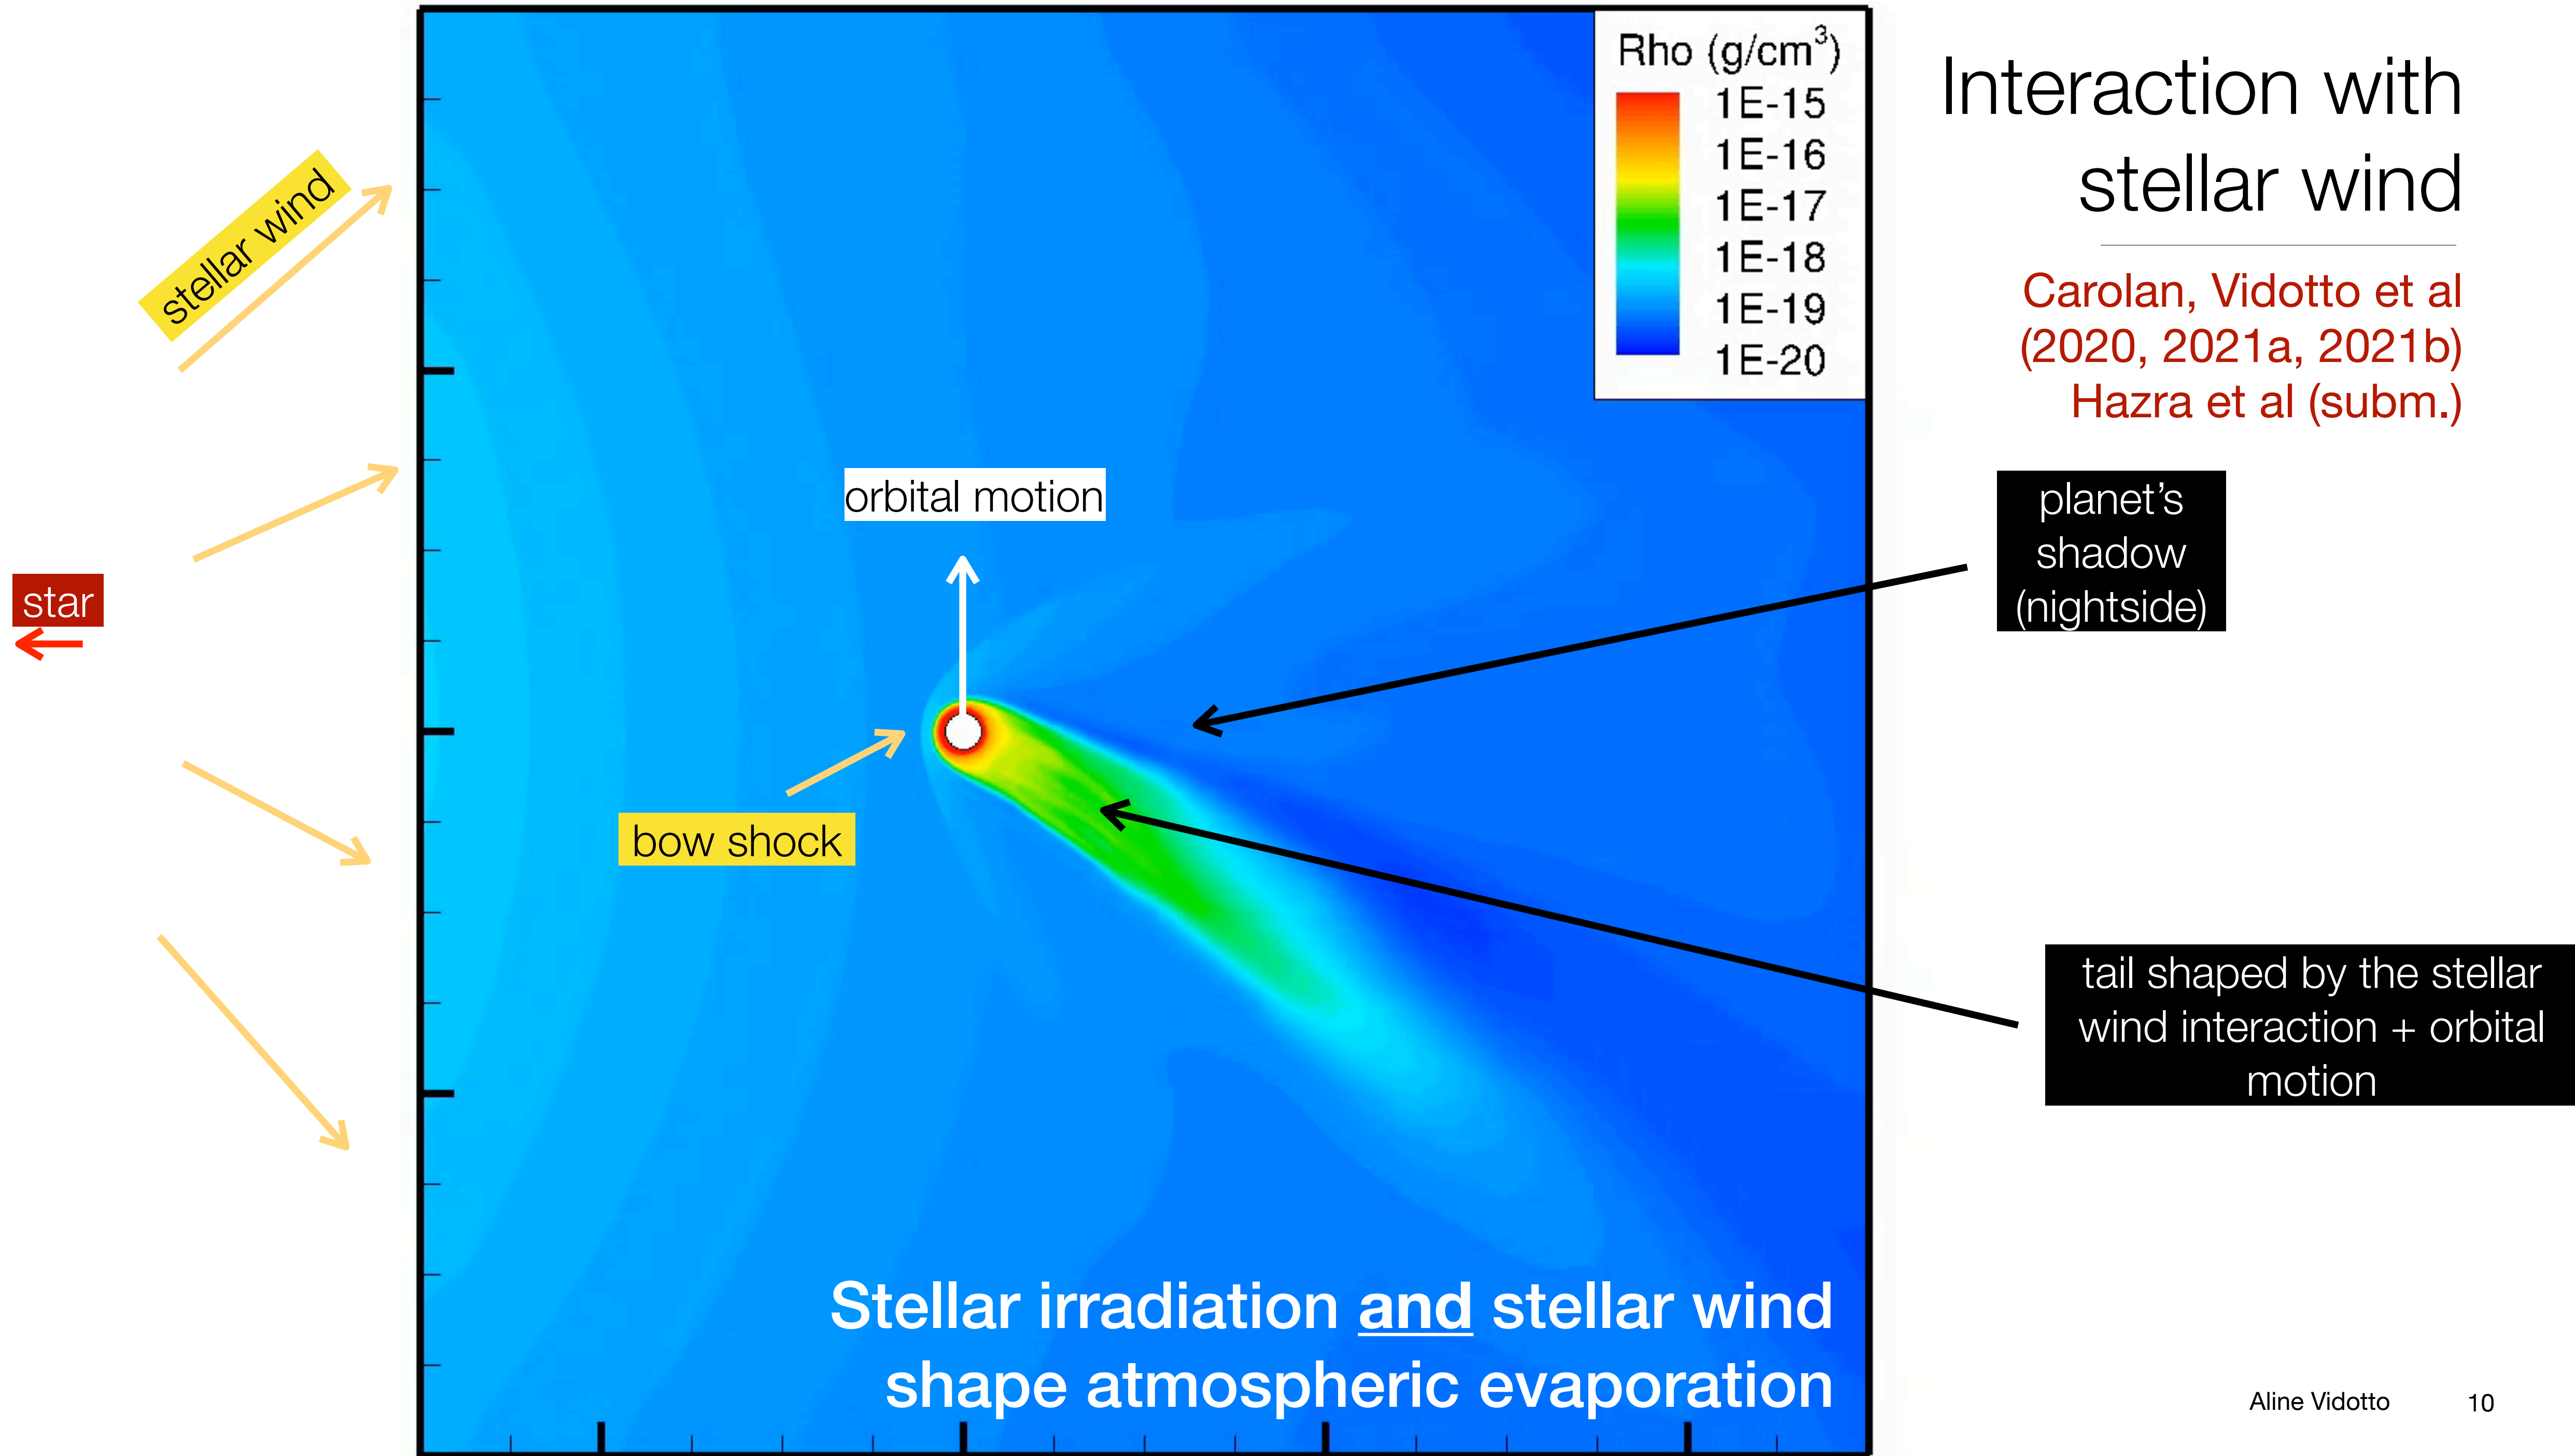 Interaction with
stellar wind
Carolan, Vidotto et al
(2020, 2021a, 2021b)
Hazra et al (subm.)
Rho (g/cm³)
1E-15
1E-16
1E-17
1E-18
1E-19
1E-20
stellar wind
star
orbital motion
bow shock
planet’s
shadow
(nightside)
tail shaped by the stellar
wind interaction + orbital
motion
Stellar irradiation and stellar wind
shape atmospheric evaporation
Aline Vidotto 10